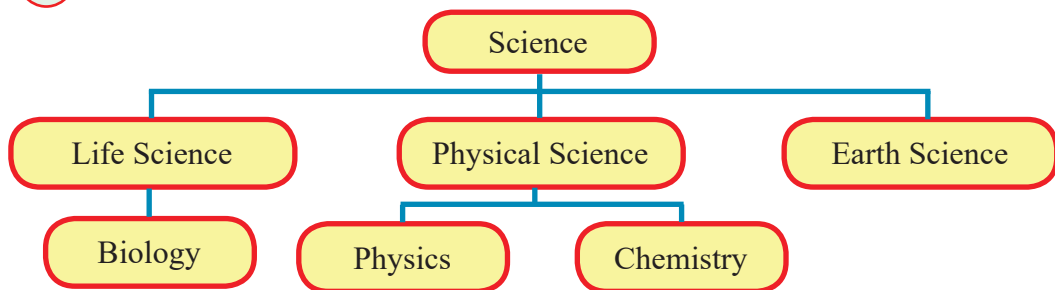 Science
Life Science
Physical Science
Earth Science
Biology
Physics
Chemistry